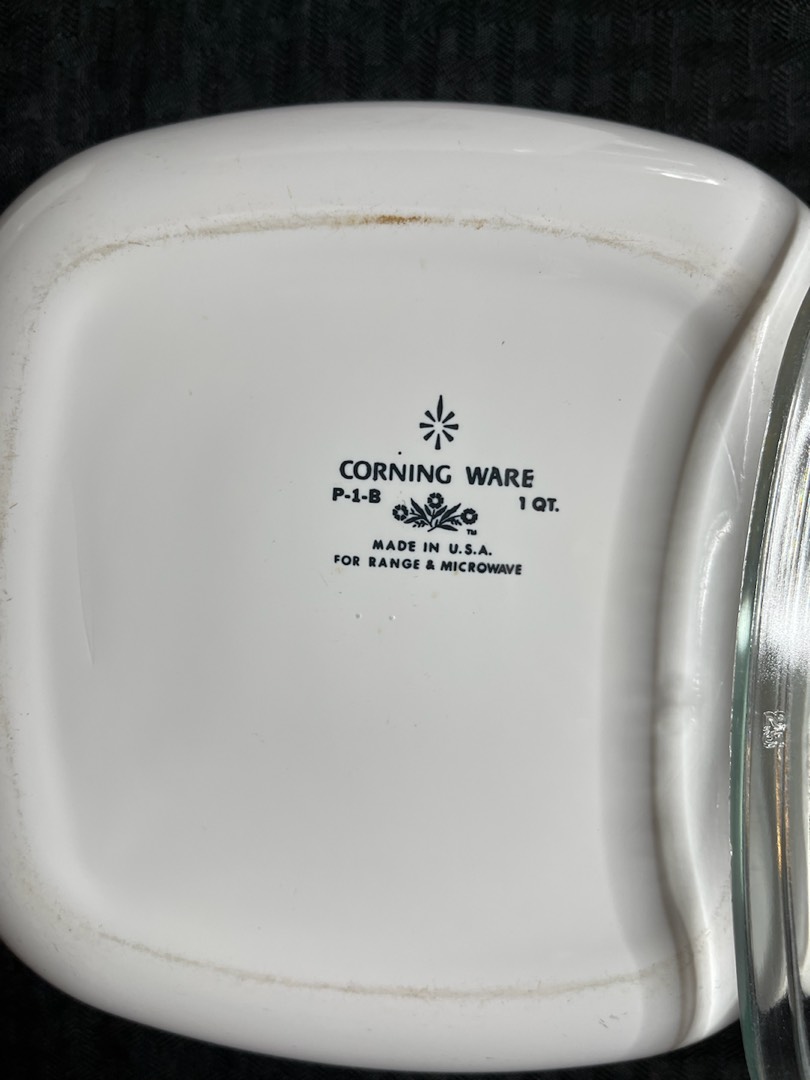 CORNING WARE
P-1-B 1 QT.
TM
MADE IN U.S.A.
FOR RANGE & MICROWAVE